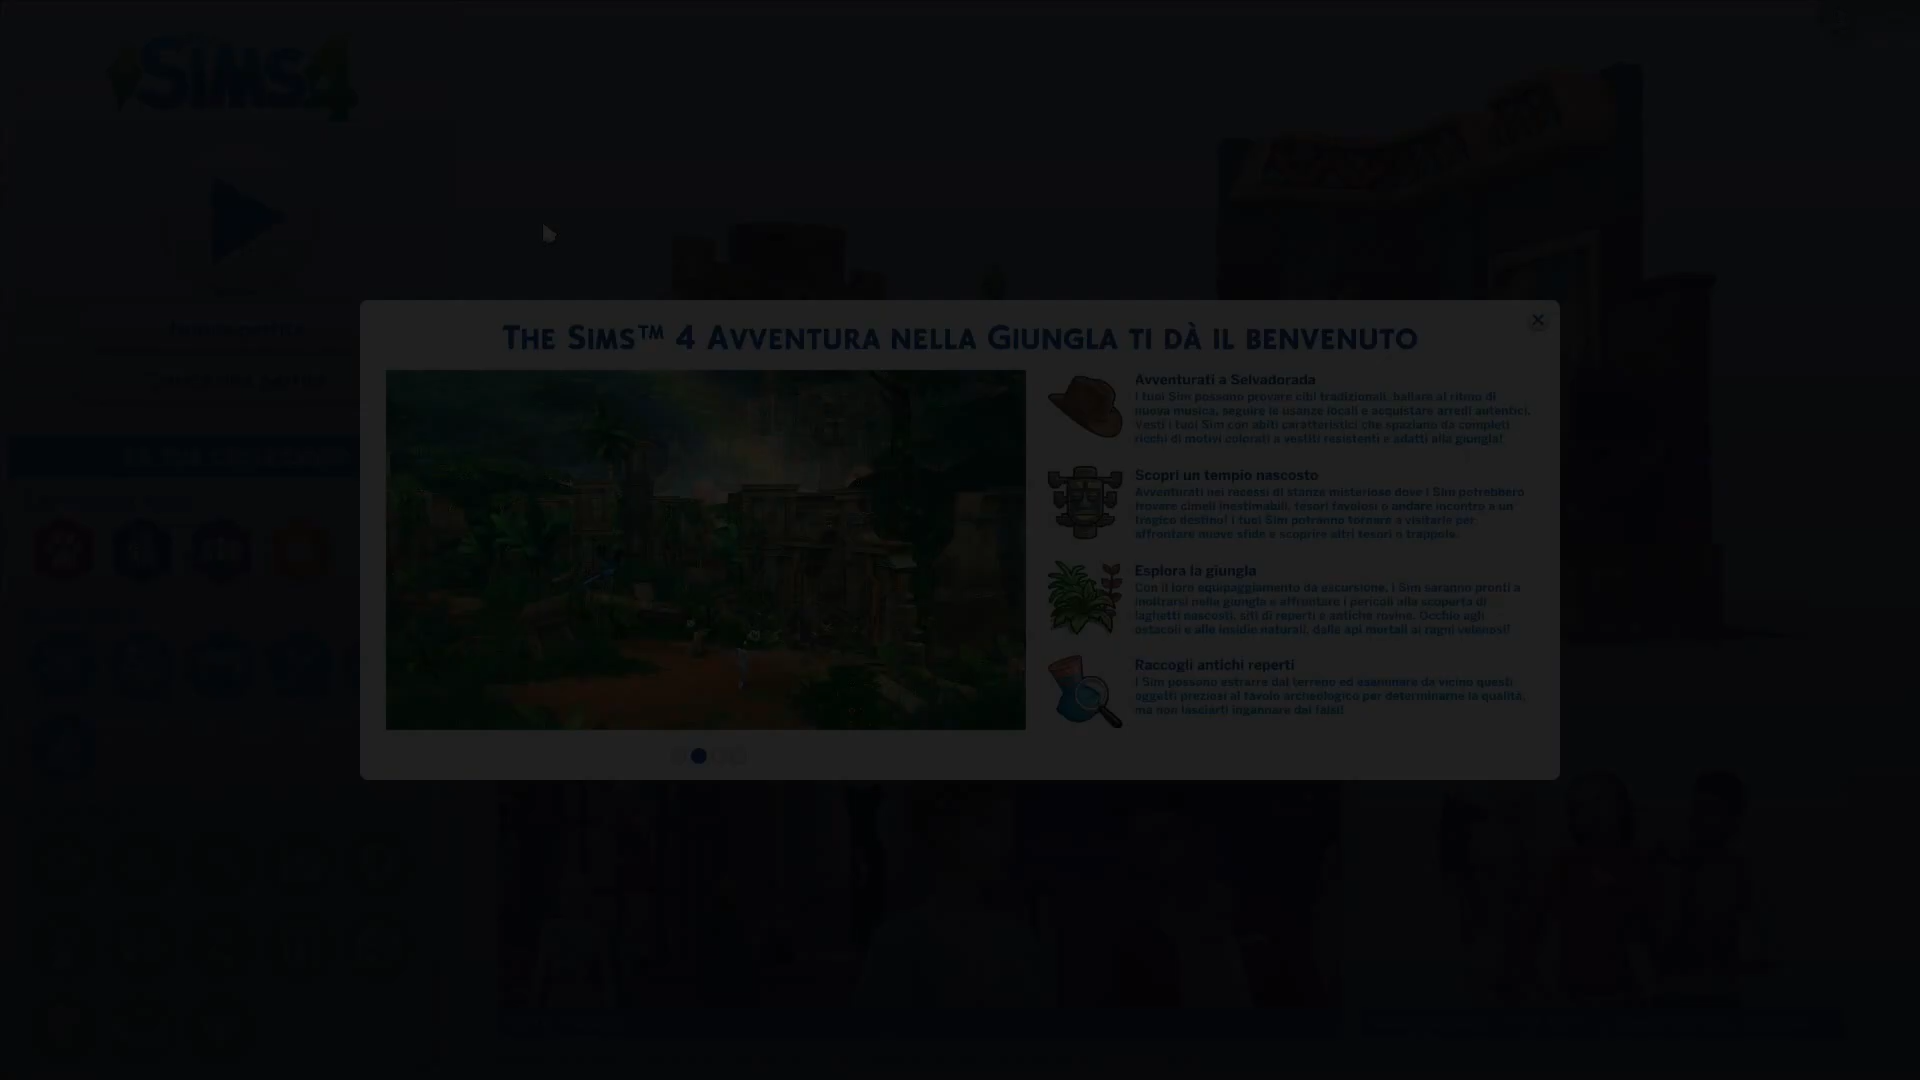 The Sims 4
The Sims™ 4 Avventura nella Giungla ti dà il benvenuto
Avventurati a Selvadorada
I tuoi Sim possono provare cibi tradizionali, ballare al ritmo di
nuova musica, seguire le usanze locali e acquistare arredi autentici.
Vesti i tuoi Sim con abiti caratteristici che spaziano da completi
ricchi di motivi colorati a vestiti resistenti e adatti alla giungla!
Scopri un tempio nascosto
Avventurati nei recessi di stanze misteriose dove i Sim potrebbero
trovare cimeli inestimabili, tesori favolosi o andare incontro a un
tragico destino! I tuoi Sim potranno tornare a visitarle per
affrontare nuove sfide e scoprire altri tesori o trappole.
Esplora la giungla
Con il loro equipaggiamento da escursione, i Sim saranno pronti a
inoltrarsi nella giungla e affrontare i pericoli alla scoperta di
laghetti nascosti, siti di reperti e antiche rovine. Occhio agli
ostacoli e alle insidie naturali, dalle api mortali ai ragni velenosi!
Raccogli antichi reperti
I Sim possono estrarre dal terreno ed esaminare da vicino questi
oggetti preziosi al tavolo archeologico per determinarne la qualità,
ma non lasciarti ingannare dai falsi!